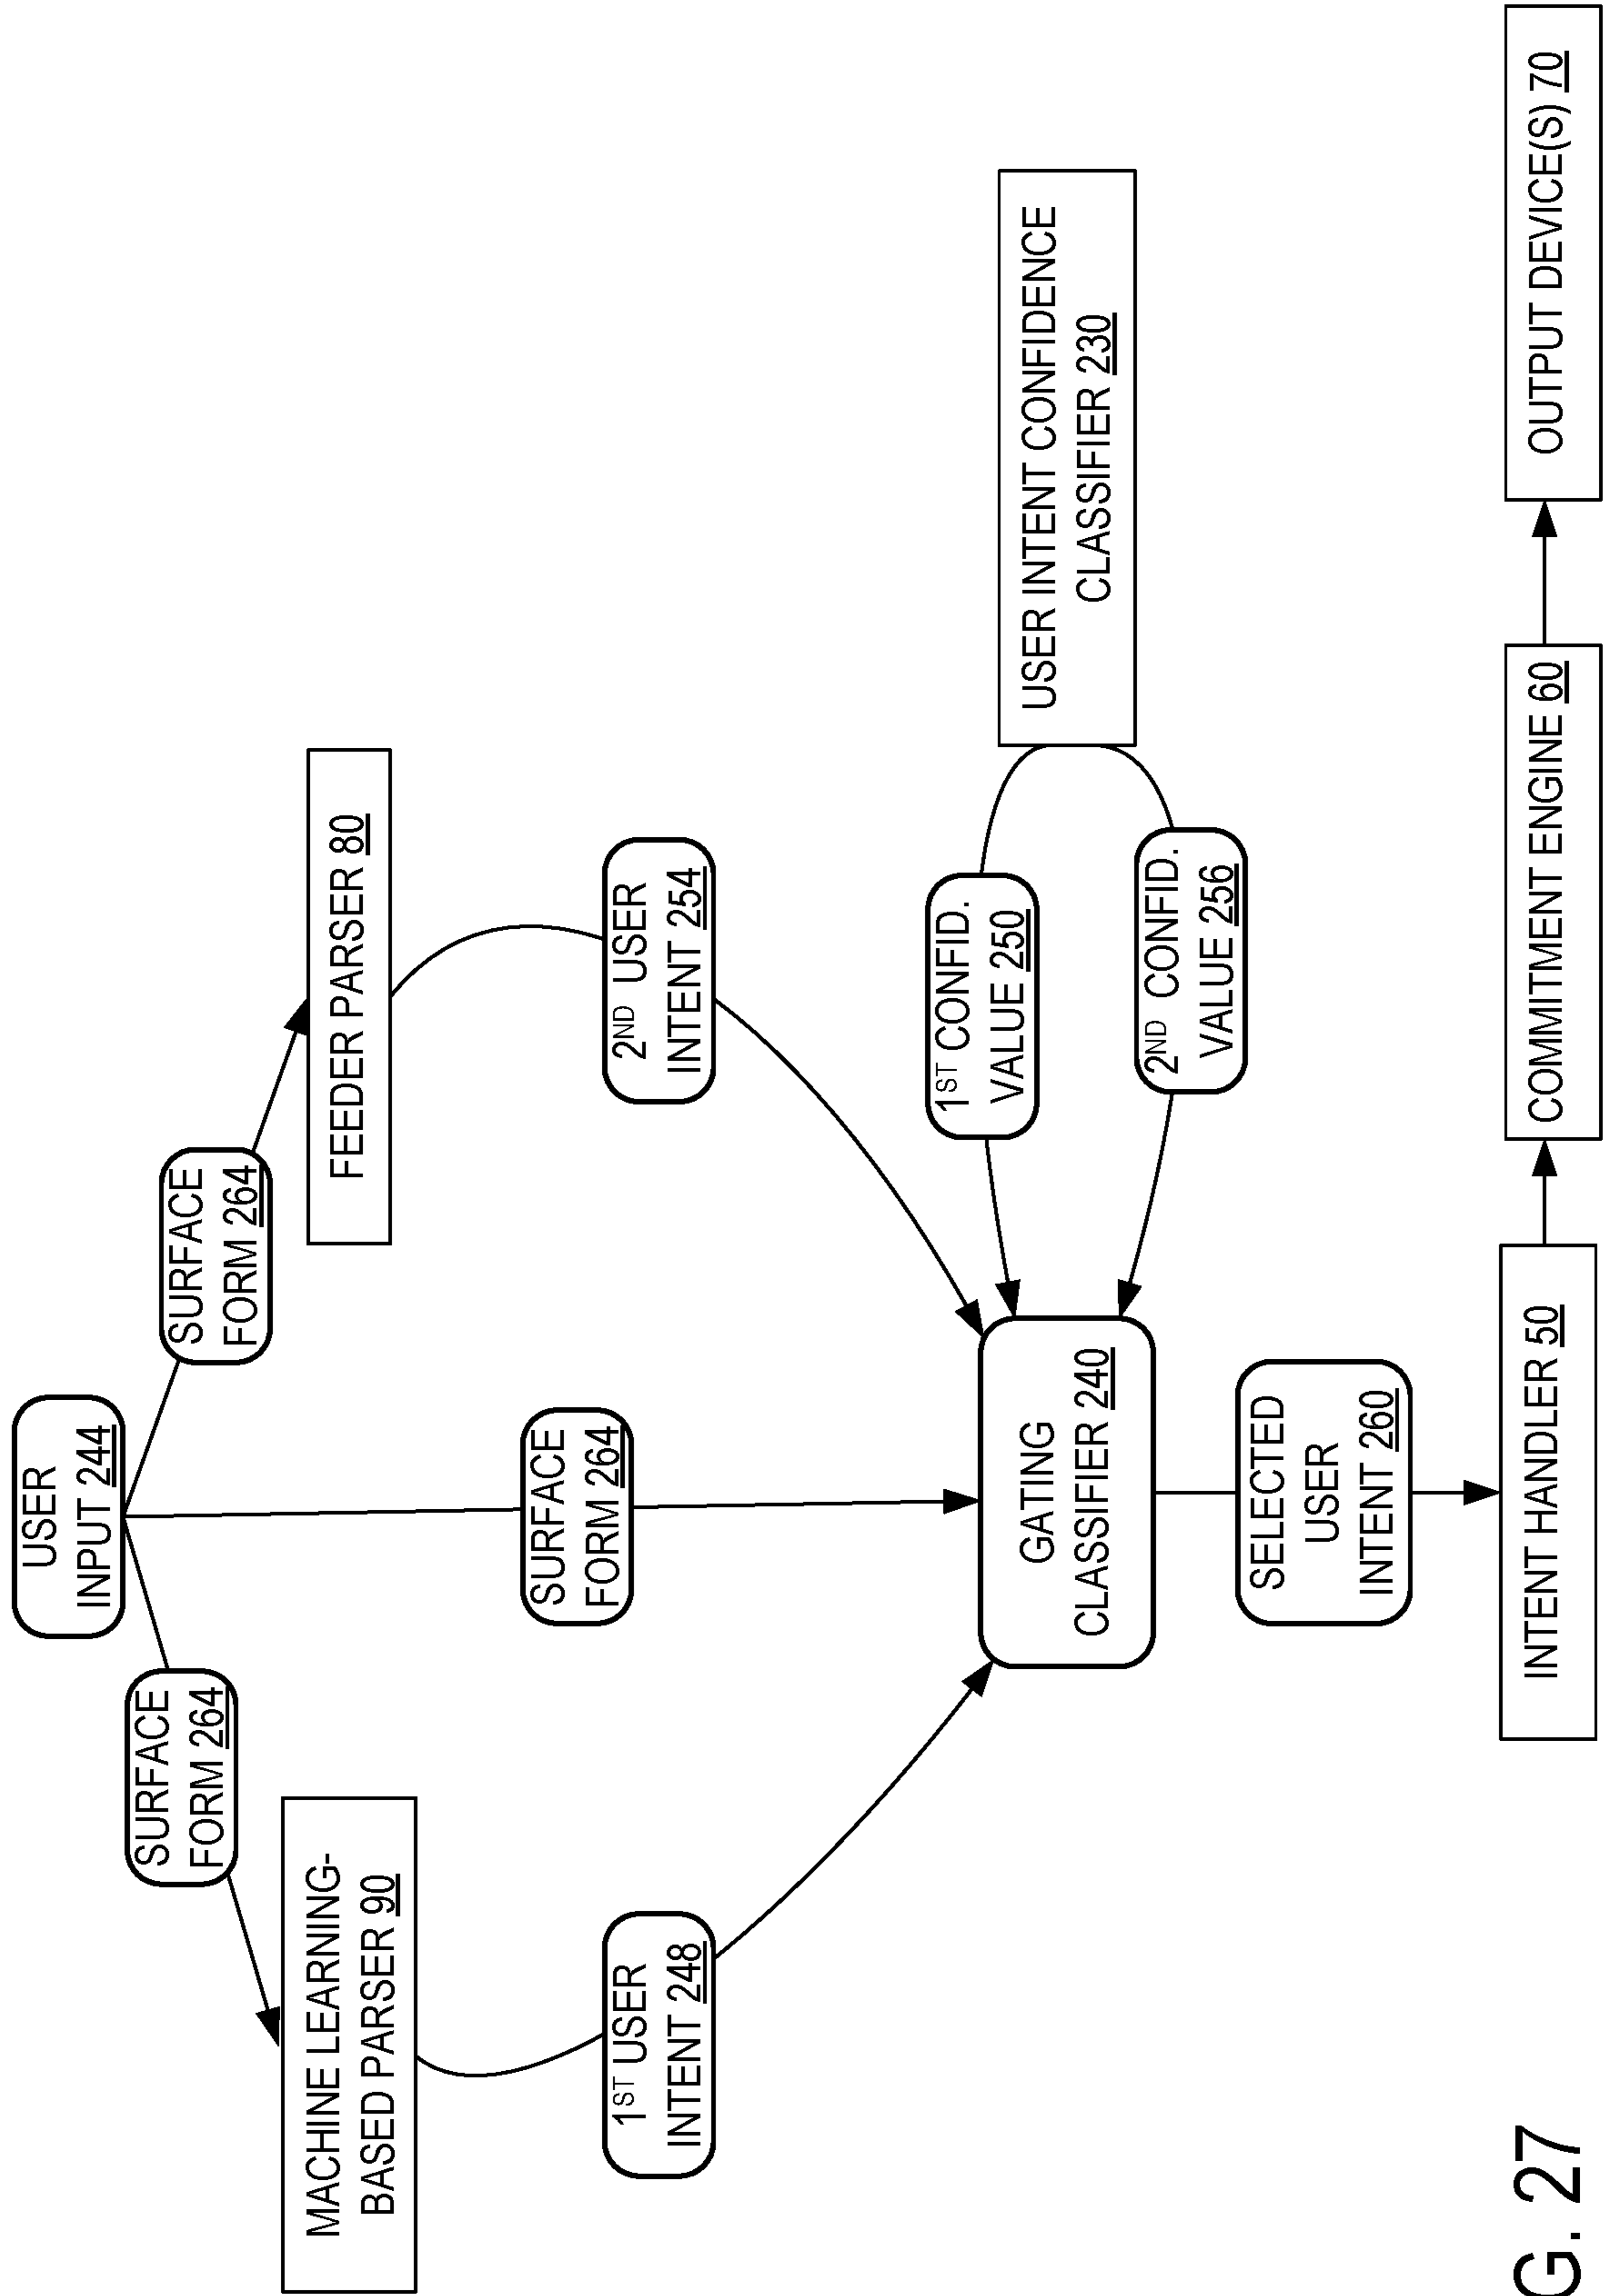 USER
INPUT 244
SURFACE
FORM 264
SURFACE
FORM 264
SURFACE
FORM 264
MACHINE LEARNING-
BASED PARSER 90
FEEDER PARSER 80
1ST USER
INTENT 248
2ND USER
INTENT 254
1ST CONFID.
VALUE 250
2ND CONFID.
VALUE 256
USER INTENT CONFIDENCE
CLASSIFIER 230
GATING
CLASSIFIER 240
SELECTED
USER
INTENT 260
INTENT HANDLER 50
COMMITMENT ENGINE 60
OUTPUT DEVICE(S) 70
G. 27